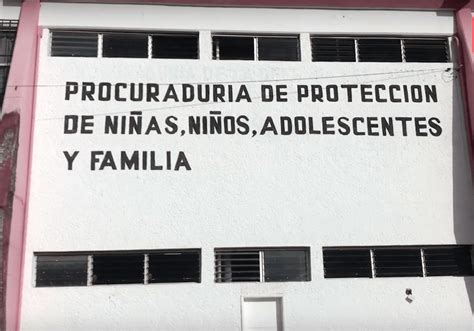 PROCURADURIA DE PROTECCION
DE NIÑAS, NIÑOS, ADOLESCENTES
Y FAMILIA